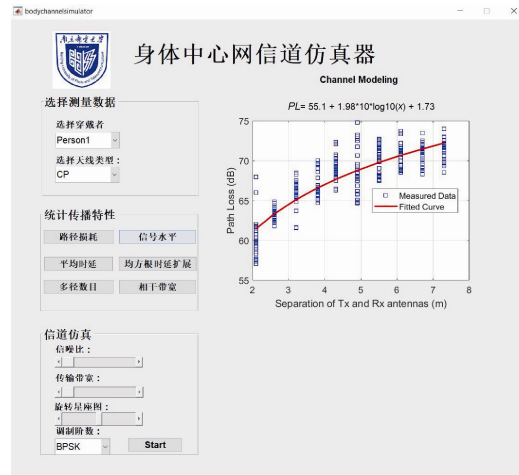 bodychannelsimulator
身体中心网信道仿真器
选择测量数据
选择穿戴者
Person1
选择天线类型：
CP
统计传播特性
路径损耗 信号水平
平均时延 均方根时延扩展
多径数目 相干带宽
信道仿真
信噪比：
传输带宽：
旋转星座图：
调制阶数：
BPSK
Start
Channel Modeling
PL= 55.1 + 1.98*10*log10(x) + 1.73
75
70
65
60
55
Path Loss (dB)
Measured Data
Fitted Curve
2 3 4 5 6 7 8
Separation of Tx and Rx antennas (m)